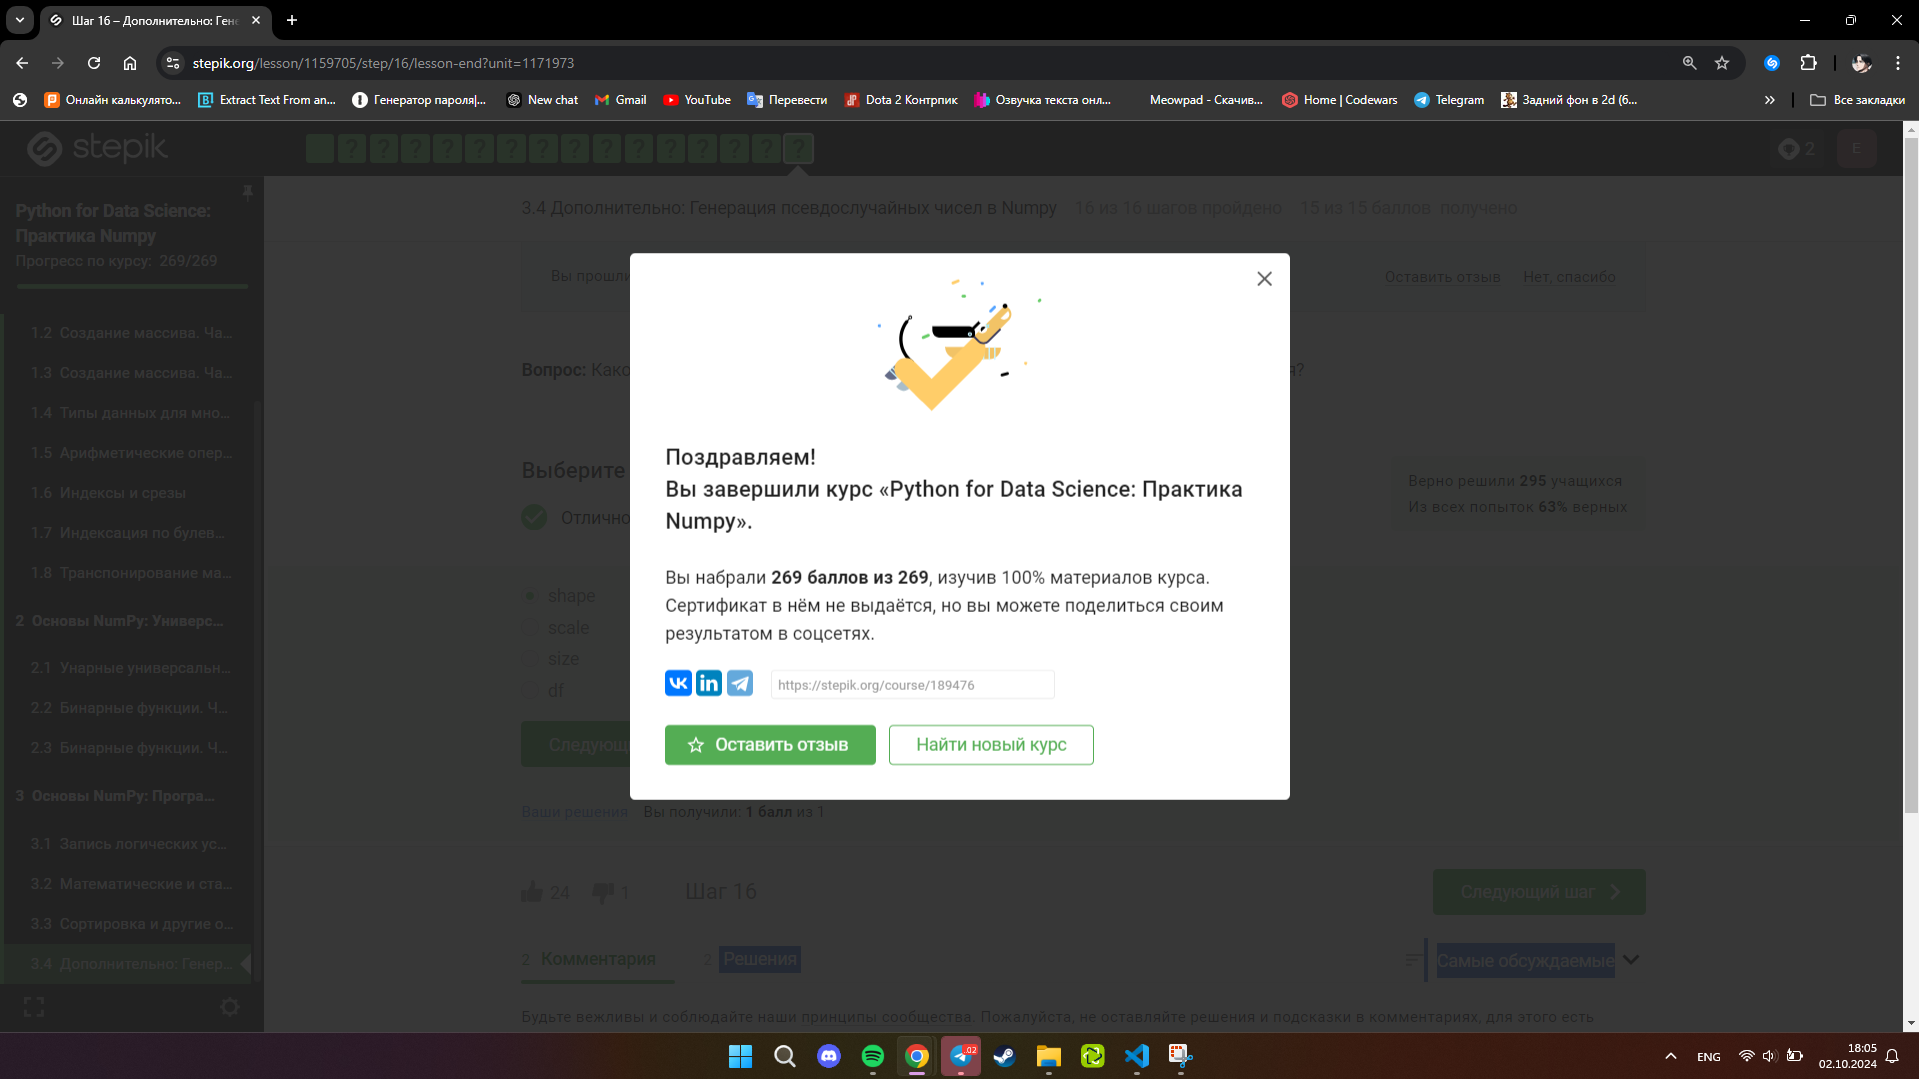 Шаг 16 – Дополнительно: Ген
stepik.org/lesson/1159705/step/16/lesson-end?unit=1171973
Онлайн калькулято...
Extract Text From an...
Генератор пароля|...
New chat
Gmail
YouTube
Перевести
Dota 2 Контрпик
Озвучка текста онл...
Meowpad - Скачив...
Home | Codewars
Telegram
Задний фон в 2d (6...
Все закладки
stepik
? ? ? ? ? ? ? ? ? ? ? ? ? ? ?
2
E
Python for Data Science:
Практика Numpy
Прогресс по курсу: 269/269
1.2 Создание массива. Ча...
1.3 Создание массива. Ча...
1.4 Типы данных для мно...
1.5 Арифметические опер...
1.6 Индексы и срезы
1.7 Индексация по булев...
1.8 Транспонирование ма...
2 Основы NumPy: Универс...
2.1 Унарные универсальн...
2.2 Бинарные функции. Ч...
2.3 Бинарные функции. Ч...
3 Основы NumPy: Програ...
3.1 Запись логических ус...
3.2 Математические и ста...
3.3 Сортировка и другие о...
3.4 Дополнительно: Генер...
3.4 Дополнительно: Генерация псевдослучайных чисел в Numpy 16 из 16 шагов пройдено 15 из 15 баллов получено
Вы прошли
Оставить отзыв Нет, спасибо
Вопрос: Како
я?
Выберите
Отлично
Верно решили 295 учащихся
Из всех попыток 63% верных
shape
scale
size
df
Следующ
Поздравляем!
Вы завершили курс «Python for Data Science: Практика
Numpy».
Вы набрали 269 баллов из 269, изучив 100% материалов курса.
Сертификат в нём не выдаётся, но вы можете поделиться своим
результатом в соцсетях.
https://stepik.org/course/189476
Оставить отзыв
Найти новый курс
Ваши решения Вы получили: 1 балл из 1
24 1 Шаг 16
Следующий шаг
2 Комментария 2 Решения
Самые обсуждаемые
Будьте вежливы и соблюдайте наши принципы сообщества. Пожалуйста, не оставляйте решения и подсказки в комментариях, для этого есть
ENG
18:05
02.10.2024